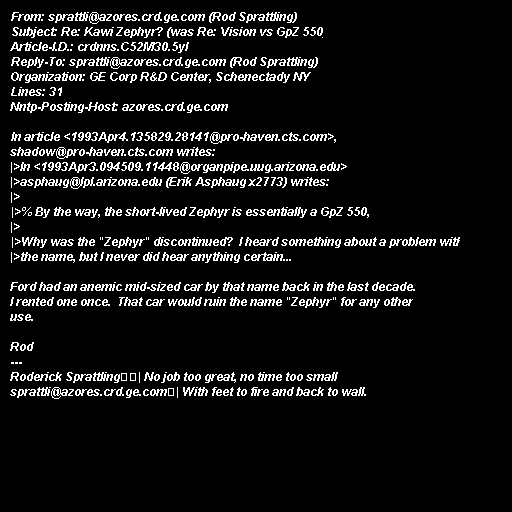 From: sprattli@azores.crd.ge.com (Rod Sprattling)
Subject: Re: Kawi Zephyr? (was Re: Vision vs GpZ 550)
Article-I.D.: crdnns.C52M30.5yI
Reply-To: sprattli@azores.crd.ge.com (Rod Sprattling)
Organization: GE Corp R&D Center, Schenectady NY
Lines: 31
Nntp-Posting-Host: azores.crd.ge.com

In article <1993Apr4.135829.28141@pro-haven.cts.com>,
shadow@pro-haven.cts.com writes:
|>In <1993Apr3.094509.11448@organpipe.uug.arizona.edu>
|>asphaug@lpl.arizona.edu (Erik Asphaug x2773) writes:
|>
|>% By the way, the short-lived Zephyr is essentially a GpZ 550,
|>
|>Why was the "Zephyr" discontinued?  I heard something about a problem with
|>the name, but I never did hear anything certain...

Ford had an anemic mid-sized car by that name back in the last decade.
I rented one once.  That car would ruin the name "Zephyr" for any other
use.

Rod
---
Roderick Sprattling▯▯| No job too great, no time too small
sprattli@azores.crd.ge.com▯| With feet to fire and back to wall.